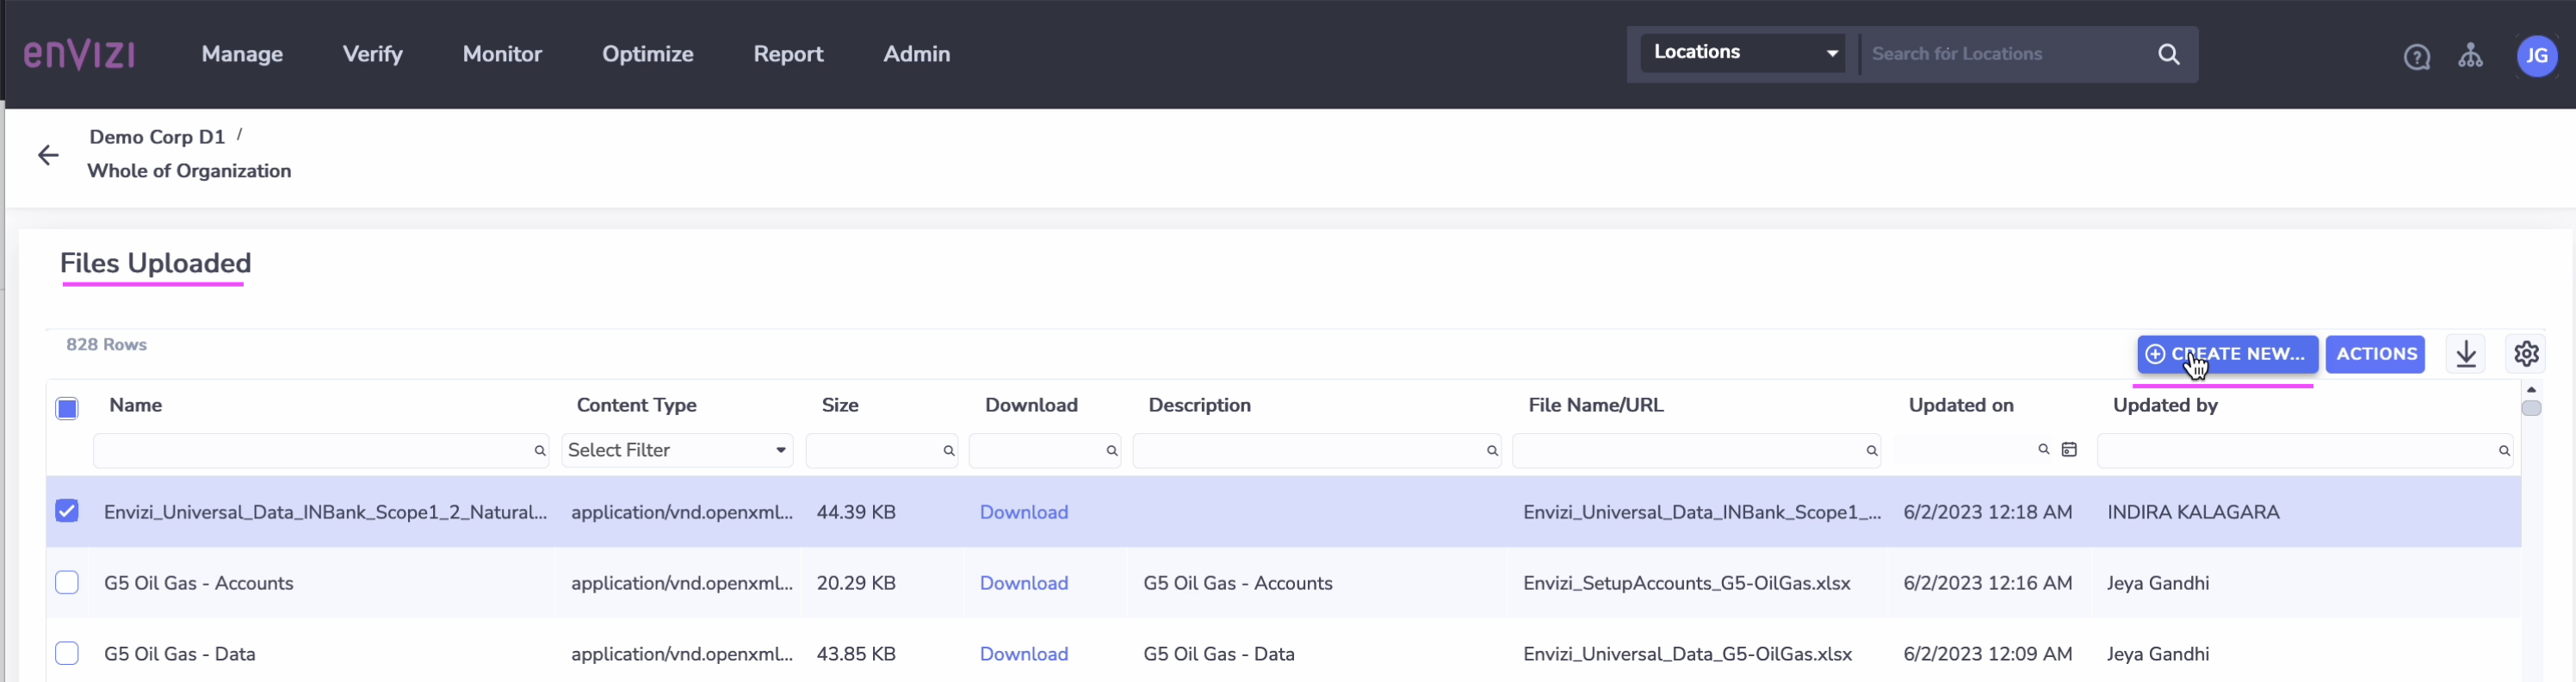 enVIZI Manage Verify Monitor Optimize Report Admin Locations Search for Locations JG
Demo Corp D1 /
Whole of Organization
Files Uploaded
828 Rows CREATE NEW... ACTIONS
Name Content Type Size Download Description File Name/URL Updated on Updated by
Select Filter
Envizi_Universal_Data_INBank_Scope1_2_Natural... application/vnd.openxml... 44.39 KB Download Envizi_Universal_Data_INBank_Scope1_... 6/2/2023 12:18 AM INDIRA KALAGARA
G5 Oil Gas - Accounts application/vnd.openxml... 20.29 KB Download G5 Oil Gas - Accounts Envizi_SetupAccounts_G5-OilGas.xlsx 6/2/2023 12:16 AM Jeya Gandhi
G5 Oil Gas - Data application/vnd.openxml... 43.85 KB Download G5 Oil Gas - Data Envizi_Universal_Data_G5-OilGas.xlsx 6/2/2023 12:09 AM Jeya Gandhi